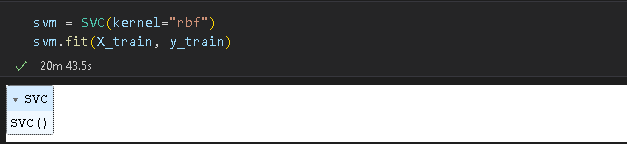 svm = SVC(kernel="rbf")
svm.fit(X_train, y_train)
✓ 20m 43.5s
▾ SVC
SVC()